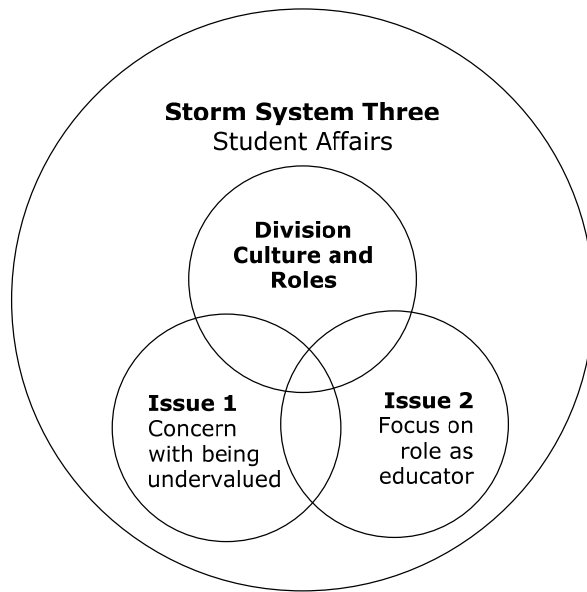 Storm System Three
Student Affairs
Division
Culture and
Roles
Issue 1
Concern
with being
undervalued
Issue 2
Focus on
role as
educator